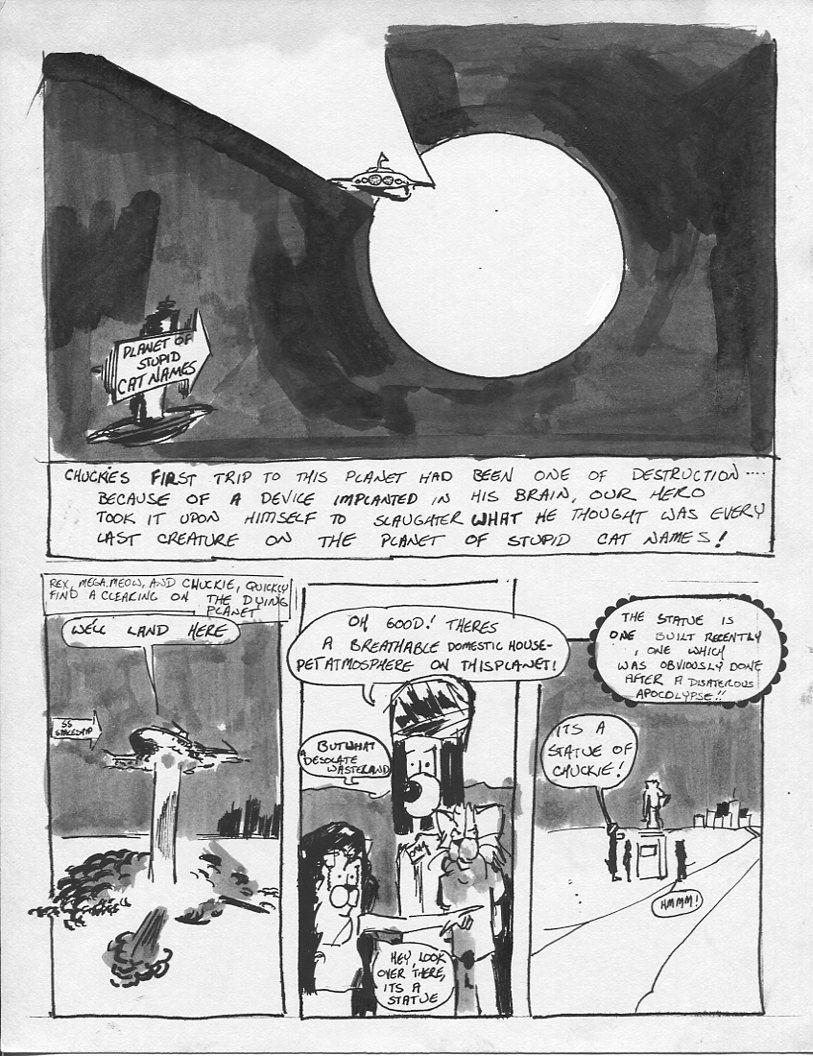 PLANET OF
STUPID
CAT NAMES
CHUCKIES FIRST TRIP TO THIS PLANET HAD BEEN ONE OF DESTRUCTION....
BECAUSE OF A DEVICE IMPLANTED IN HIS BRAIN, OUR HERO
TOOK IT UPON HIMSELF TO SLAUGHTER WHAT HE THOUGHT WAS EVERY
LAST CREATURE ON THE PLANET OF STUPID CAT NAMES!
REX, MEGA.MEOW, AND CHUCKIE, QUICKLY
FIND A CLEARING ON THE DYING
PLANET
WE'LL LAND HERE
SS
OH GOOD! THERES
A BREATHABLE DOMESTIC HOUSE-
PET ATMOSPHERE ON THIS PLANET!
BUT WHAT
A DESOLATE
WASTELAND
HEY, LOOK
OVER THERE,
ITS A
STATUE
THE STATUE IS
ONE BUILT RECENTLY
, ONE WHICH
WAS OBVIOUSLY DONE
AFTER A DISATEROUS
APOCOLYPSE!!
ITS A
STATUE OF
CHUCKIE!
HMMM!